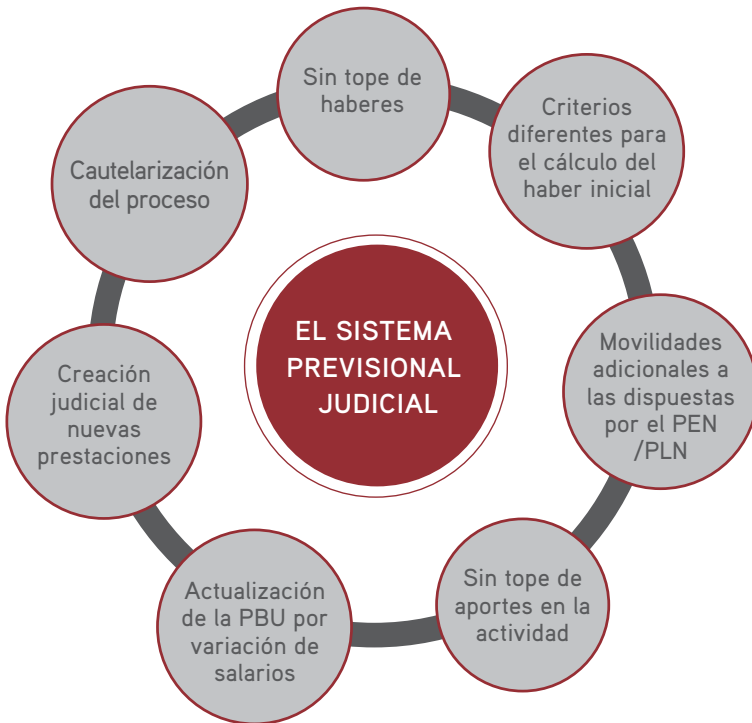 Sin tope de
haberes
Criterios
diferentes para
el cálculo del
haber inicial
Movilidades
adicionales a
las dispuestas
por el PEN
/PLN
Sin tope de
aportes en la
actividad
Actualización
de la PBU por
variación de
salarios
Creación
judicial de
nuevas
prestaciones
Cautelarización
del proceso
EL SISTEMA
PREVISIONAL
JUDICIAL